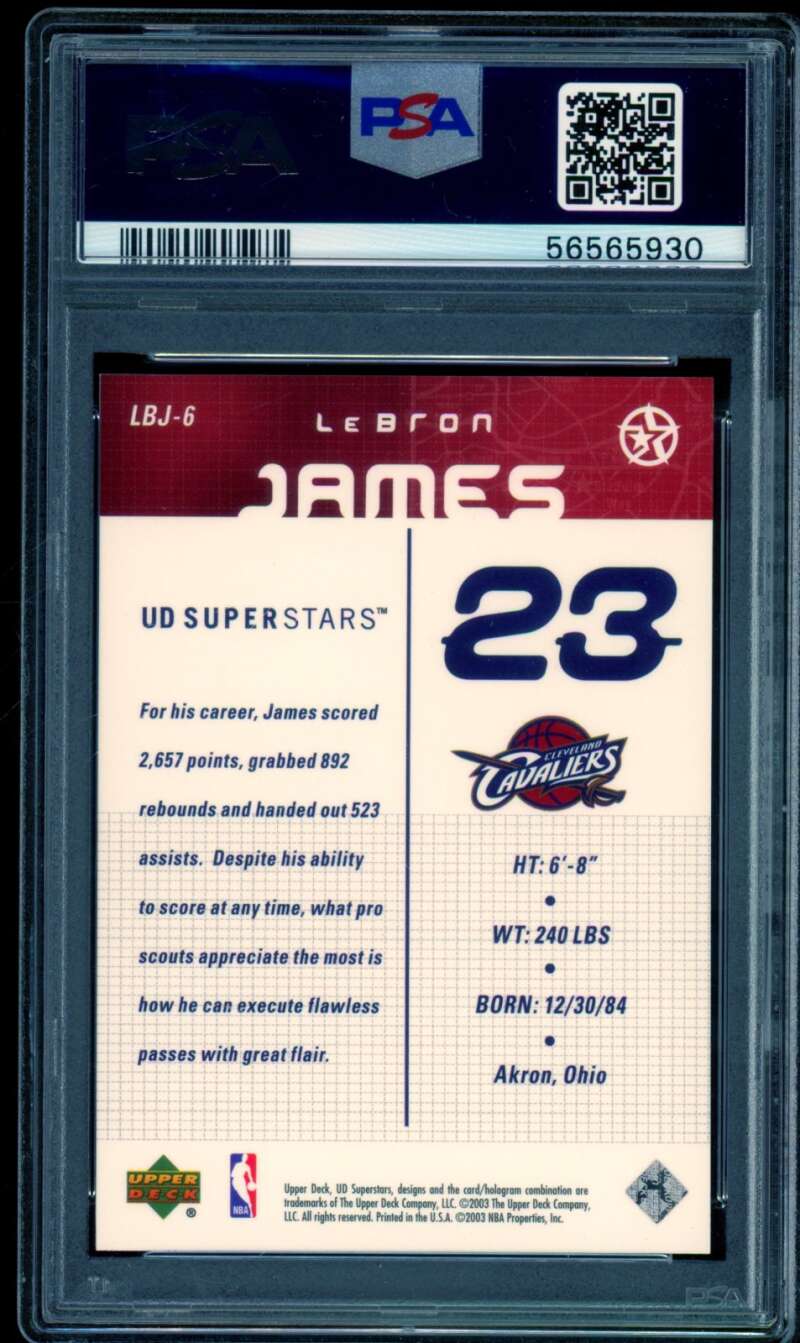 PSA
PSA
56565930
LBJ-6
LeBron
JAMES
UD SUPERSTARS™
23
For his career, James scored
2,657 points, grabbed 892
rebounds and handed out 523
assists. Despite his ability
to score at any time, what pro
scouts appreciate the most is
how he can execute flawless
passes with great flair.
CLEVELAND
CAVALIERS
HT: 6'-8"
•
WT: 240 LBS
•
BORN: 12/30/84
•
Akron, Ohio
UPPER
DECK®
NBA
Upper Deck, UD Superstars, designs and the card/hologram combination are
trademarks of The Upper Deck Company, LLC. ©2003 The Upper Deck Company,
LLC. All rights reserved. Printed in the U.S.A. ©2003 NBA Properties, Inc.
PSA